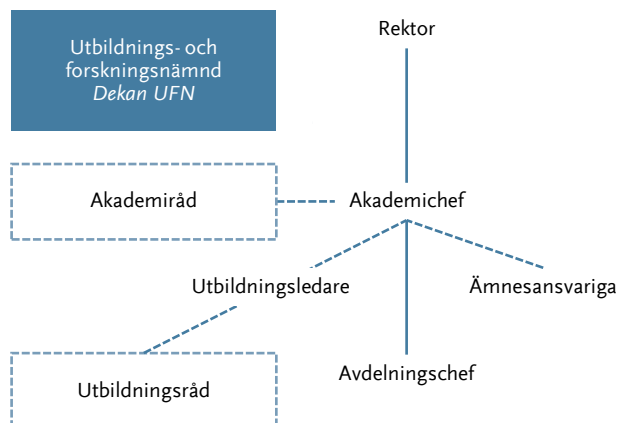 Utbildnings- och
forskningsnämnd
Dekan UFN
Rektor
Akademiråd
Akademichef
Utbildningsledare
Ämnesansvariga
Utbildningsråd
Avdelningschef